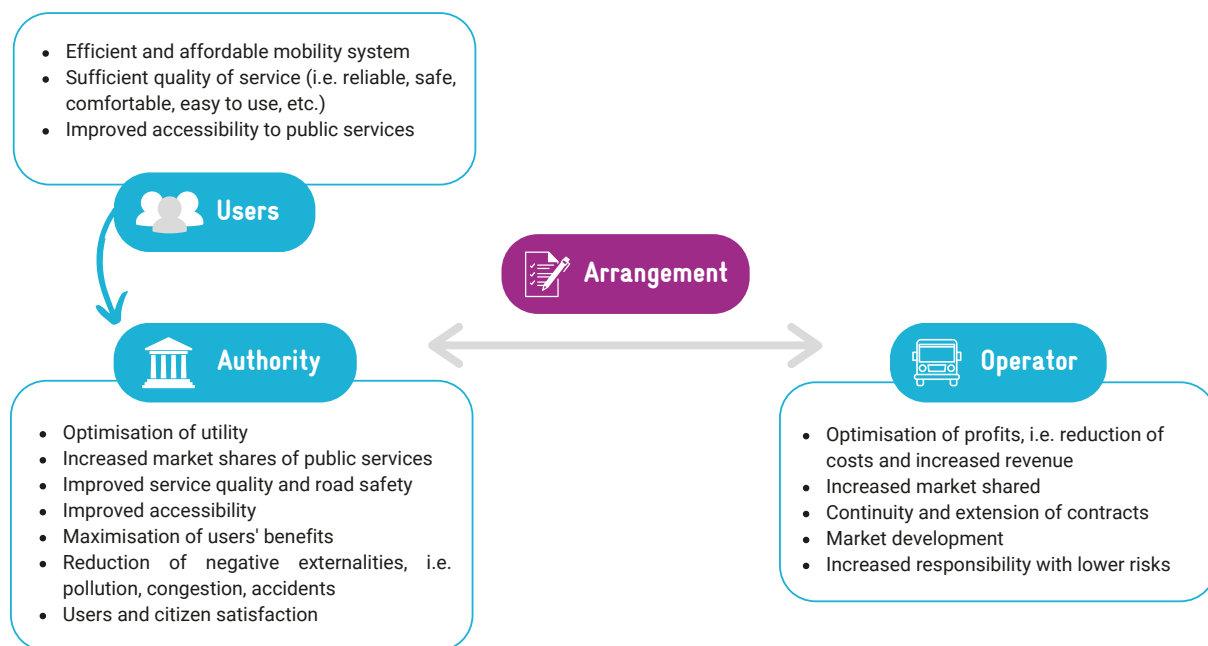 • Efficient and affordable mobility system
• Sufficient quality of service (i.e. reliable, safe,
comfortable, easy to use, etc.)
• Improved accessibility to public services
Users
Arrangement
Authority
• Optimisation of utility
• Increased market shares of public services
• Improved service quality and road safety
• Improved accessibility
• Maximisation of users' benefits
• Reduction of negative externalities, i.e.
pollution, congestion, accidents
• Users and citizen satisfaction
Operator
• Optimisation of profits, i.e. reduction of
costs and increased revenue
• Increased market shared
• Continuity and extension of contracts
• Market development
• Increased responsibility with lower risks